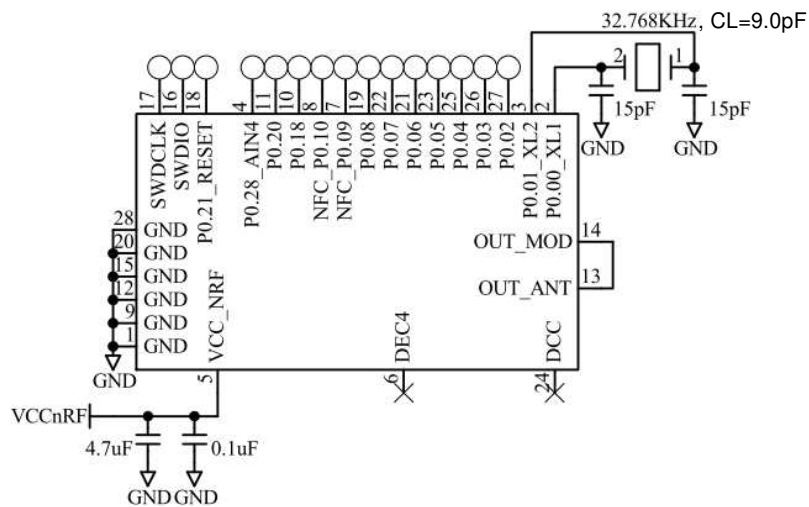 32.768KHz, CL=9.0pF
2
1
15pF
15pF
GND
GND
17
16
18
4
11
10
8
7
19
22
21
23
25
26
27
3
2
SWDCLK
SWDIO
P0.21_RESET
P0.28_AIN4
P0.20
P0.18
NFC_P0.10
NFC_P0.09
P0.08
P0.07
P0.06
P0.05
P0.04
P0.03
P0.02
P0.01_XL2
P0.00_XL1
28 GND
20 GND
15 GND
12 GND
9 GND
1 GND
GND
OUT_MOD 14
OUT_ANT 13
VCC_NRF
DEC4
DCC
5
6
24
VCCnRF
4.7uF
0.1uF
GND
GND